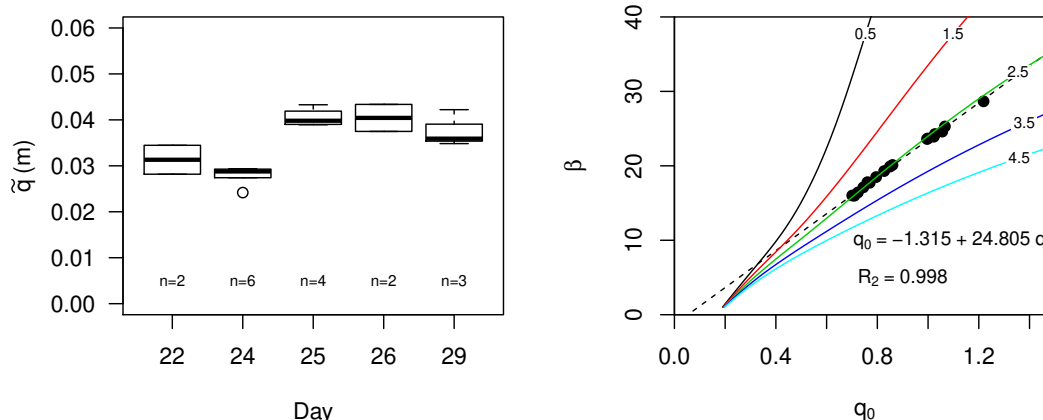 0.06
0.05
0.04
0.03
0.02
0.01
0.00
q̃ (m)
n=2
n=6
n=4
n=2
n=3
22
24
25
26
29
Day
40
30
20
10
0
β
0.5
1.5
2.5
3.5
4.5
q₀ = −1.315 + 24.805 q
R₂ = 0.998
0.0
0.4
0.8
1.2
q₀